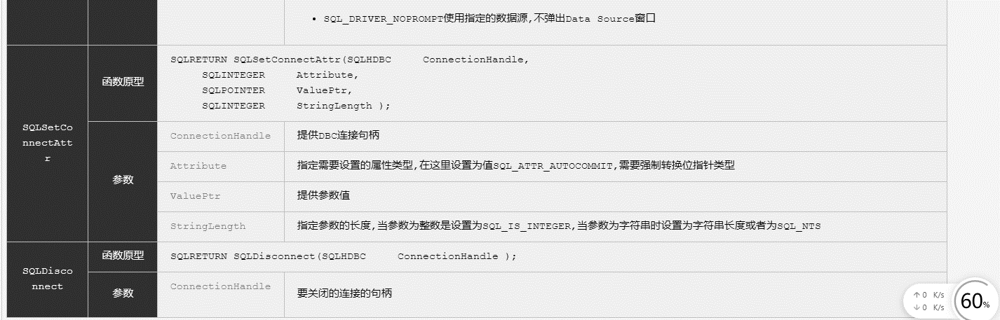 • SQL_DRIVER_NOPROMPT使用指定的数据源,不弹出Data Source窗口
SQLSetCo
nnectAtt
r
函数原型
SQLRETURN SQLSetConnectAttr(SQLHDBC     ConnectionHandle,
SQLINTEGER     Attribute,
SQLPOINTER     ValuePtr,
SQLINTEGER     StringLength );
参数
ConnectionHandle 提供DBC连接句柄
Attribute 指定需要设置的属性类型,在这里设置为值SQL_ATTR_AUTOCOMMIT,需要强制转换位指针类型
ValuePtr 提供参数值
StringLength 指定参数的长度,当参数为整数是设置为SQL_IS_INTEGER,当参数为字符串时设置为字符串长度或者为SQL_NTS
SQLDisco
nnect
函数原型
SQLRETURN SQLDisconnect(SQLHDBC     ConnectionHandle );
参数
ConnectionHandle 要关闭的连接的句柄
↑ 0 K/s
↓ 0 K/s
60%